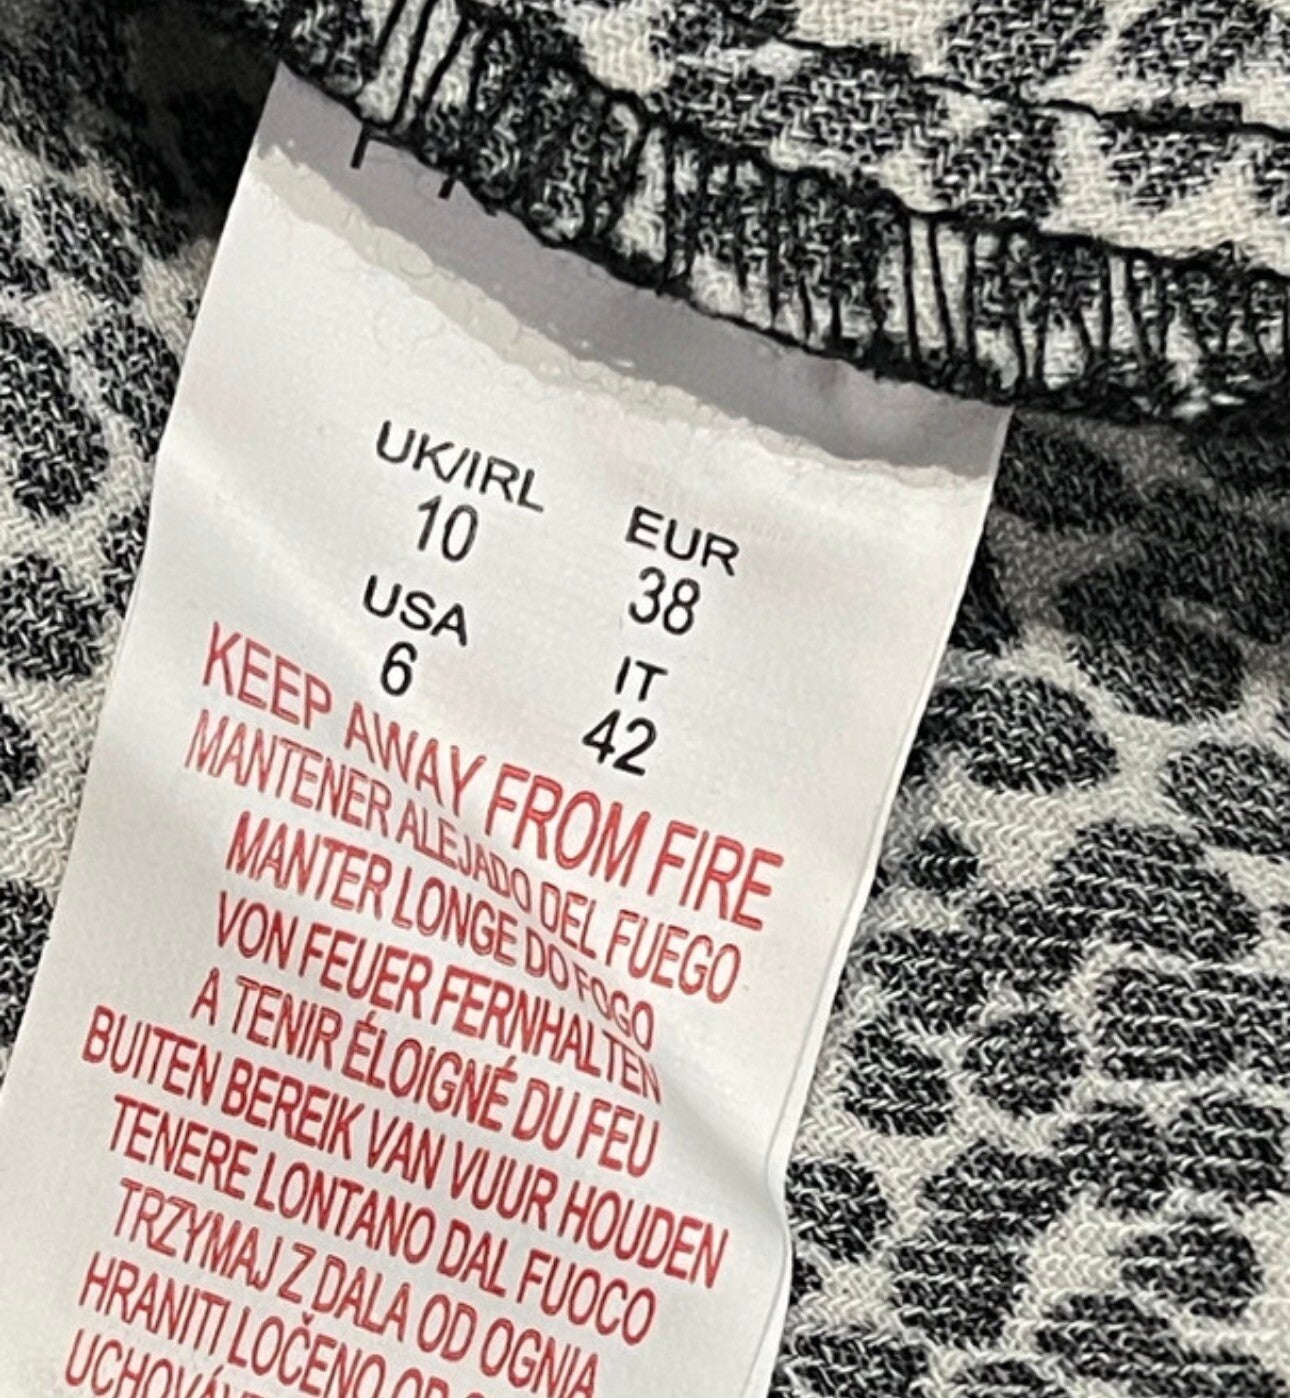 UK/IRL EUR
10 38
USA IT
6 42
KEEP AWAY FROM FIRE
MANTENER ALEJADO DEL FUEGO
MANTER LONGE DO FOGO
VON FEUER FERNHALTEN
À TENIR ÉLOIGNÉ DU FEU
BUITEN BEREIK VAN VUUR HOUDEN
TENERE LONTANO DAL FUOCO
TRZYMAJ Z DALA OD OGNIA
HRANITI LOČENO